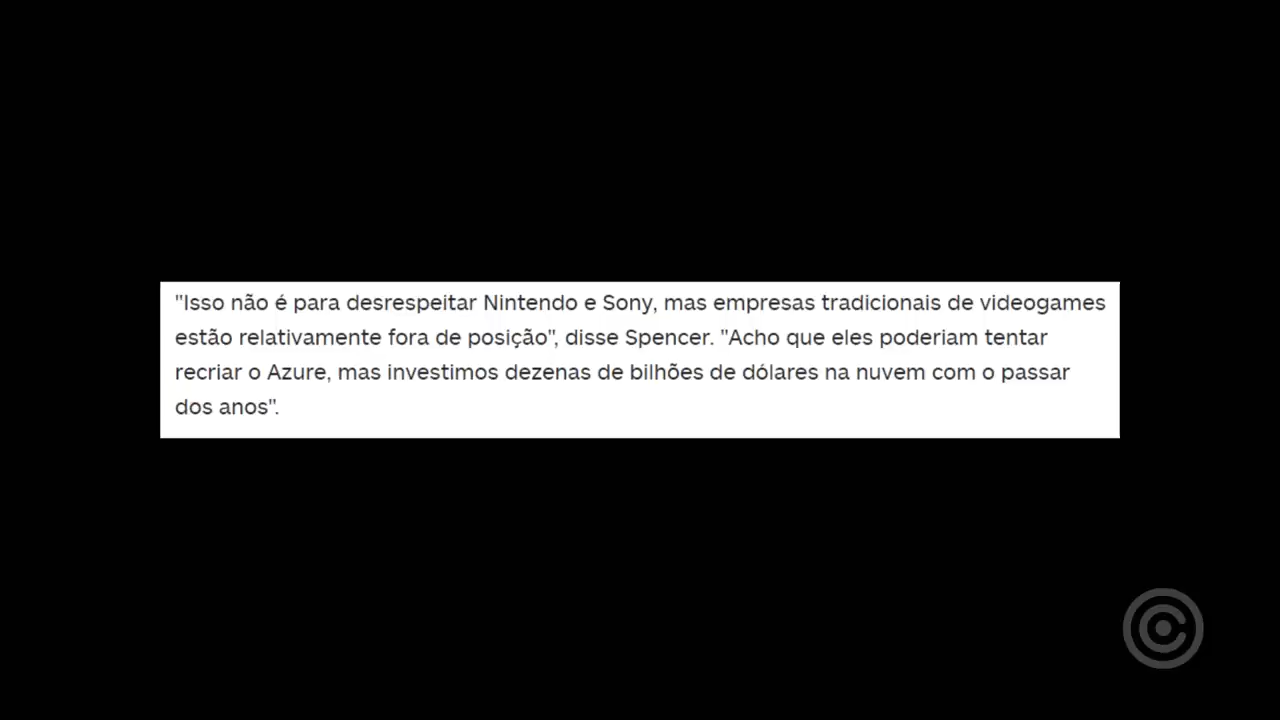 "Isso não é para desrespeitar Nintendo e Sony, mas empresas tradicionais de videogames
estão relativamente fora de posição", disse Spencer. "Acho que eles poderiam tentar
recriar o Azure, mas investimos dezenas de bilhões de dólares na nuvem com o passar
dos anos".